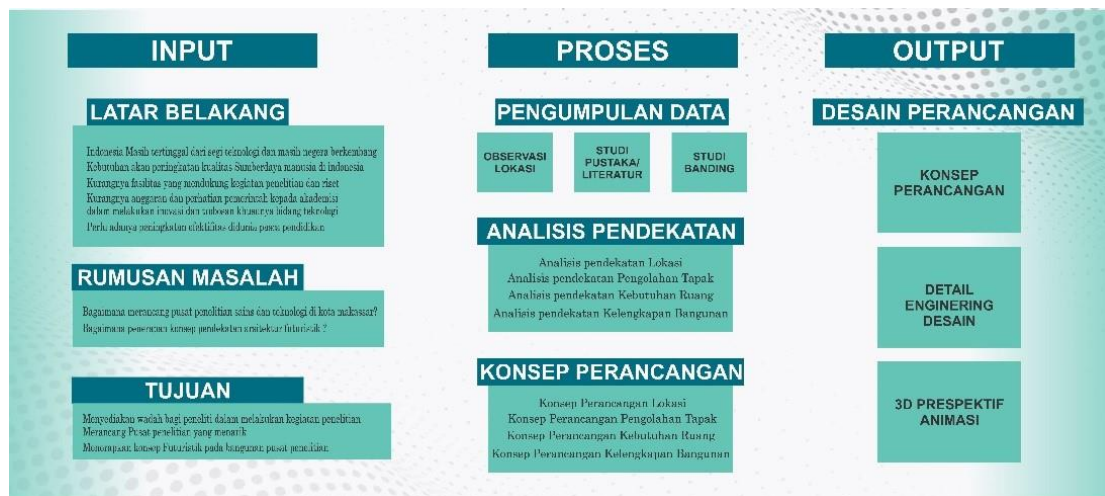 INPUT
LATAR BELAKANG
Indonesia Masih tertinggal dari segi teknologi dan masih negera berkembang
Kebutuhan akan peningkatan kualitas Sumberdaya manusia di indonesia
Kurangnya fasilitas yang mendukung kegiatan penelitian dan riset
Kurangnya anggaran dan perhatian pemerintah kepada akademisi
dalam melakukan inovasi dan khusunya bidang teknologi
Perlu adanya peningkatan efektifitas didunia pendidikan
RUMUSAN MASALAH
Bagaimana merancang pusat penelitian sains dan teknologi di kota makassar?
Bagaimana penerapan konsep pendekatan futuristik ?
TUJUAN
Menyediakan wadah bagi peneliti dalam melakukan kegiatan penelitian
Merancang Pusat penelitian yang menarik
Menerapkan konsep Futuristik pada bangunan pusat penelitian
PROSES
PENGUMPULAN DATA
OBSERVASI
LOKASI
STUDI
PUSTAKA/
LITERATUR
STUDI
BANDING
ANALISIS PENDEKATAN
Analisis pendekatan Lokasi
Analisis pendekatan Pengolahan Tapak
Analisis pendekatan Kebutuhan Ruang
Analisis pendekatan Kelengkapan Bangunan
KONSEP PERANCANGAN
Konsep Perancangan Lokasi
Konsep Perancangan Pengolahan Tapak
Konsep Perancangan Kebutuhan Ruang
Konsep Perancangan Kelengkapan Bangunan
OUTPUT
DESAIN PERANCANGAN
KONSEP
PERANCANGAN
DETAIL
ENGINERING
DESAIN
3D PRESPEKTIF
ANIMASI